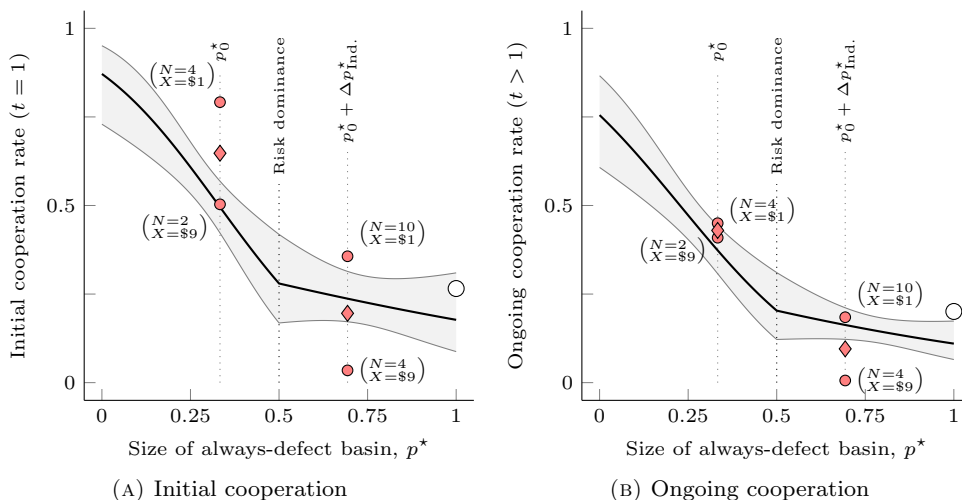 Initial cooperation rate (t = 1)
1
0.5
0
0
0.25
0.5
0.75
1
Size of always-defect basin, p⋆
p⋆0
Risk dominance
p⋆0 + Δp⋆Ind.
(N=4
X=$1)
(N=2
X=$9)
(N=10
X=$1)
(N=4
X=$9)
(A) Initial cooperation
Ongoing cooperation rate (t > 1)
1
0.5
0
0
0.25
0.5
0.75
1
Size of always-defect basin, p⋆
p⋆0
Risk dominance
p⋆0 + Δp⋆Ind.
(N=4
X=$1)
(N=2
X=$9)
(N=10
X=$1)
(N=4
X=$9)
(B) Ongoing cooperation